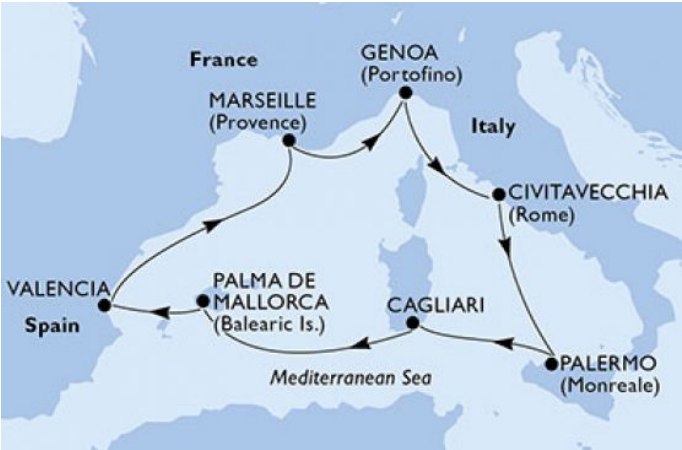 GENOA
(Portofino)
France
MARSEILLE
(Provence)
Italy
CIVITAVECCHIA
(Rome)
VALENCIA
Spain
PALMA DE
MALLORCA
(Balearic Is.)
CAGLIARI
PALERMO
(Monreale)
Mediterranean Sea